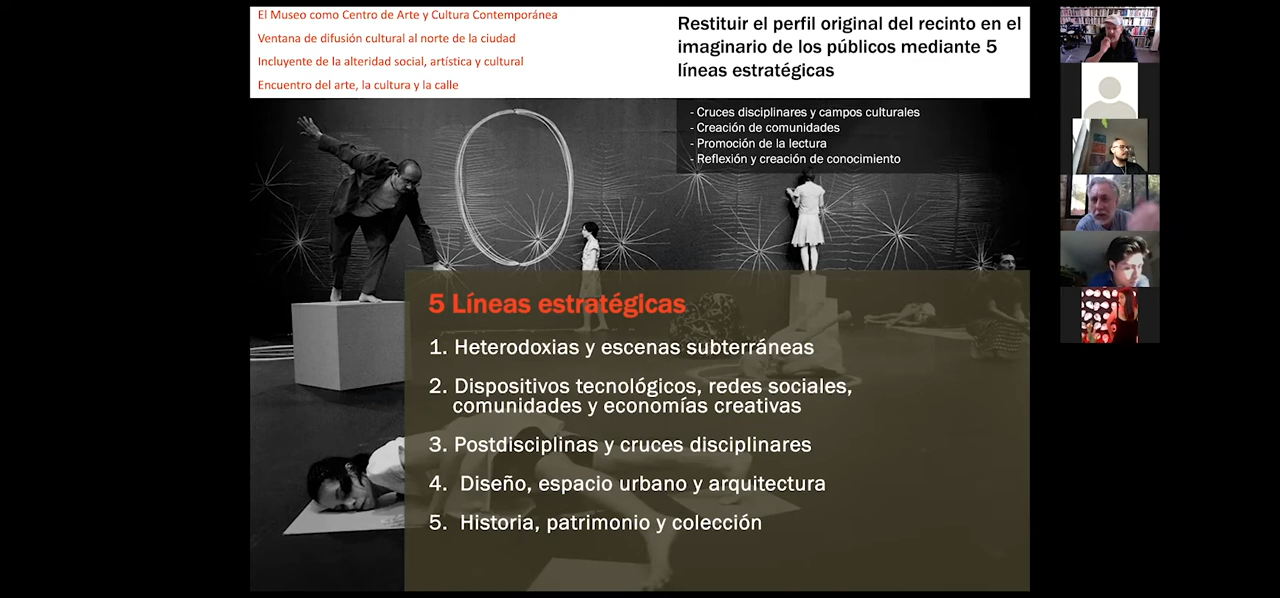 El Museo como Centro de Arte y Cultura Contemporánea
Ventana de difusión cultural al norte de la ciudad
Incluyente de la alteridad social, artística y cultural
Encuentro del arte, la cultura y la calle
Restituir el perfil original del recinto en el
imaginario de los públicos mediante 5
líneas estratégicas
- Cruces disciplinares y campos culturales
- Creación de comunidades
- Promoción de la lectura
- Reflexión y creación de conocimiento
5 Líneas estratégicas
1. Heterodoxias y escenas subterráneas
2. Dispositivos tecnológicos, redes sociales,
comunidades y economías creativas
3. Postdisciplinas y cruces disciplinares
4. Diseño, espacio urbano y arquitectura
5. Historia, patrimonio y colección